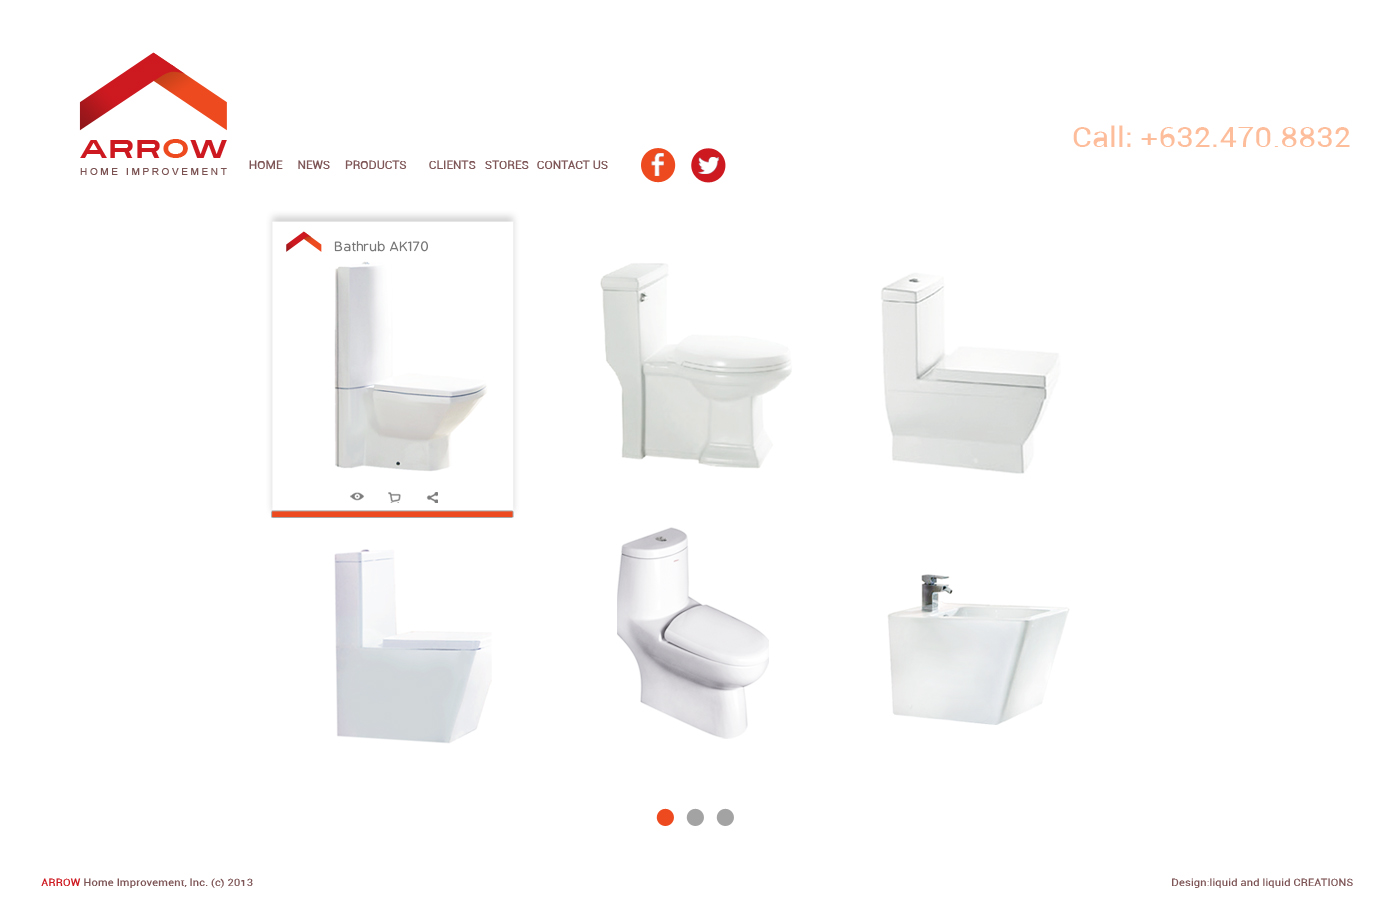 Call: +632.470.8832
ARROW
HOME IMPROVEMENT
HOME NEWS PRODUCTS CLIENTS STORES CONTACT US
Bathrub AK170
ARROW Home Improvement, Inc. (c) 2013
Design:liquid and liquid CREATIONS